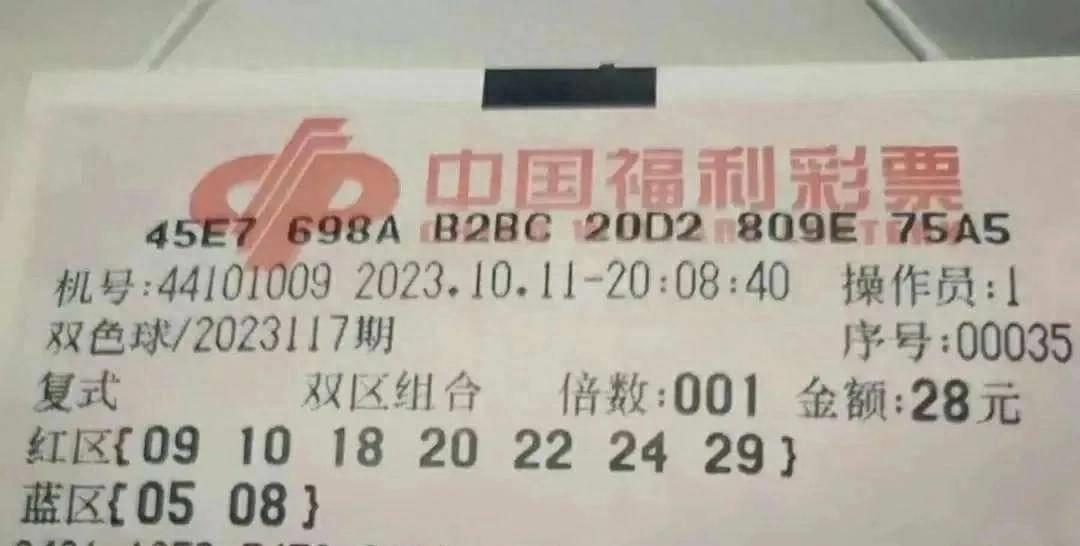 中国福利彩票
45E7 698A B2BC 20D2 809E 75A5
机号:44101009 2023.10.11-20:08:40 操作员:1
双色球/2023117期 序号:00035
复式 双区组合 倍数:001 金额:28元
红区{09 10 18 20 22 24 29}
蓝区{05 08}